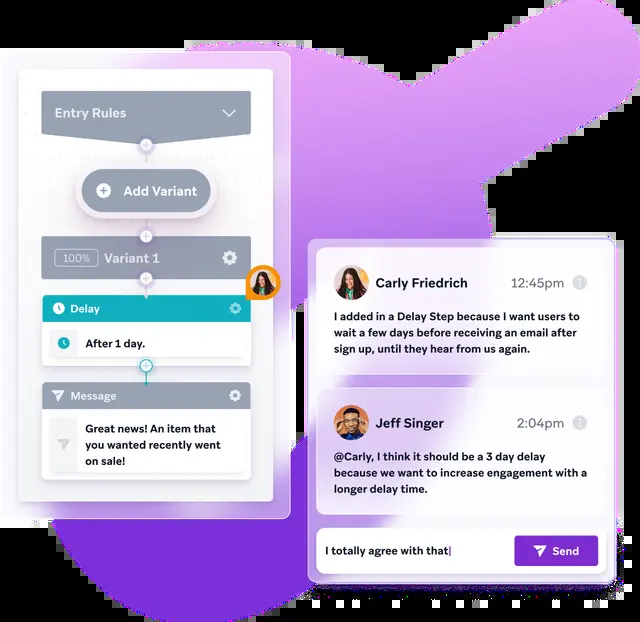 Entry Rules
Add Variant
100% Variant 1
Delay
After 1 day.
Message
Great news! An item that
you wanted recently went
on sale!
Carly Friedrich 12:45pm
I added in a Delay Step because I want users to
wait a few days before receiving an email after
sign up, until they hear from us again.
Jeff Singer 2:04pm
@Carly, I think it should be a 3 day delay
because we want to increase engagement with a
longer delay time.
I totally agree with that
Send